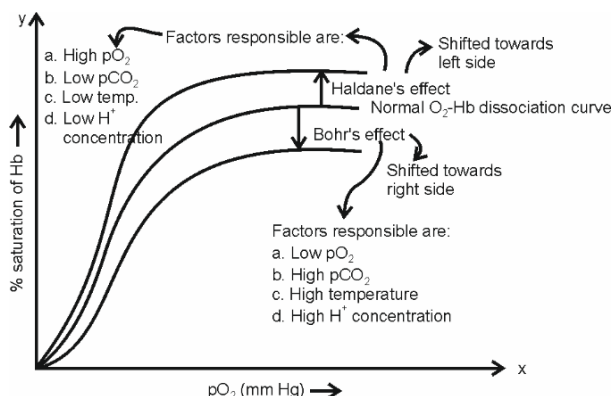 y
Factors responsible are:
a. High pO₂
b. Low pCO₂
c. Low temp.
d. Low H⁺
concentration
Shifted towards
left side
Haldane's effect
Normal O₂-Hb dissociation curve
Bohr's effect
Shifted towards
right side
Factors responsible are:
a. Low pO₂
b. High pCO₂
c. High temperature
d. High H⁺ concentration
% saturation of Hb
x
pO₂ (mm Hg)